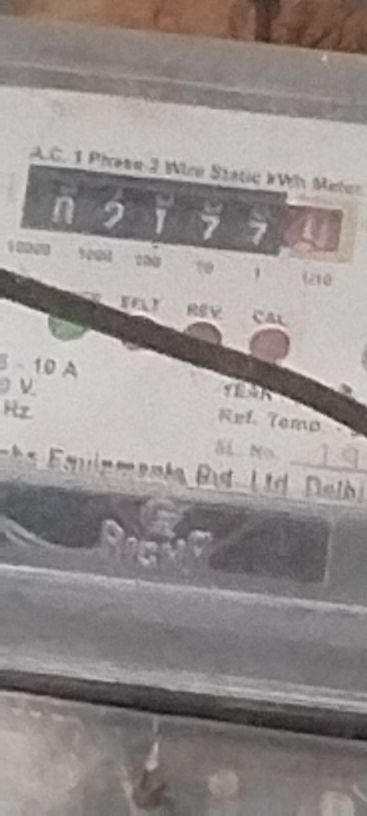 A.C. 1 Phase 2 Wire Static kWh Meter
0 2 1 7 7 4
10000 1000 100 10 1 1/10
EFLT REV. CAL
- 10 A
V.
YEAR
Hz
Ref. Temp.
SL. No. 19
Equipments Pvt. Ltd. Delhi